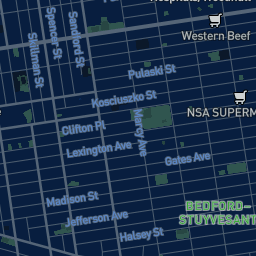 Western Beef
Skillman St
Spencer St
Sandford St
Pulaski St
NSA SUPERM
Kosciuszko St
Clifton Pl
Marcy Ave
Lexington Ave
Gates Ave
Madison St
BEDFORD-
STUYVESANT
Jefferson Ave
Halsey St